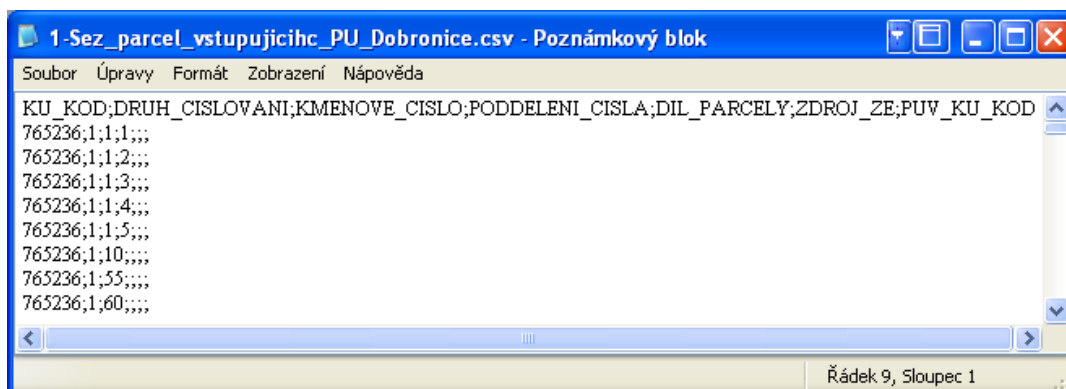 1-Sez_parcel_vstupujicihc_PU_Dobronice.csv - Poznámkový blok
Soubor Úpravy Formát Zobrazení Nápověda
KU_KOD;DRUH_CISLOVANI;KMENOVE_CISLO;PODDELENI_CISLA;DIL_PARCELY;ZDROJ_ZE;PUV_KU_KOD
765236;1;1;1;;;
765236;1;1;2;;;
765236;1;1;3;;;
765236;1;1;4;;;
765236;1;1;5;;;
765236;1;10;;;;
765236;1;55;;;;
765236;1;60;;;;
Řádek 9, Sloupec 1